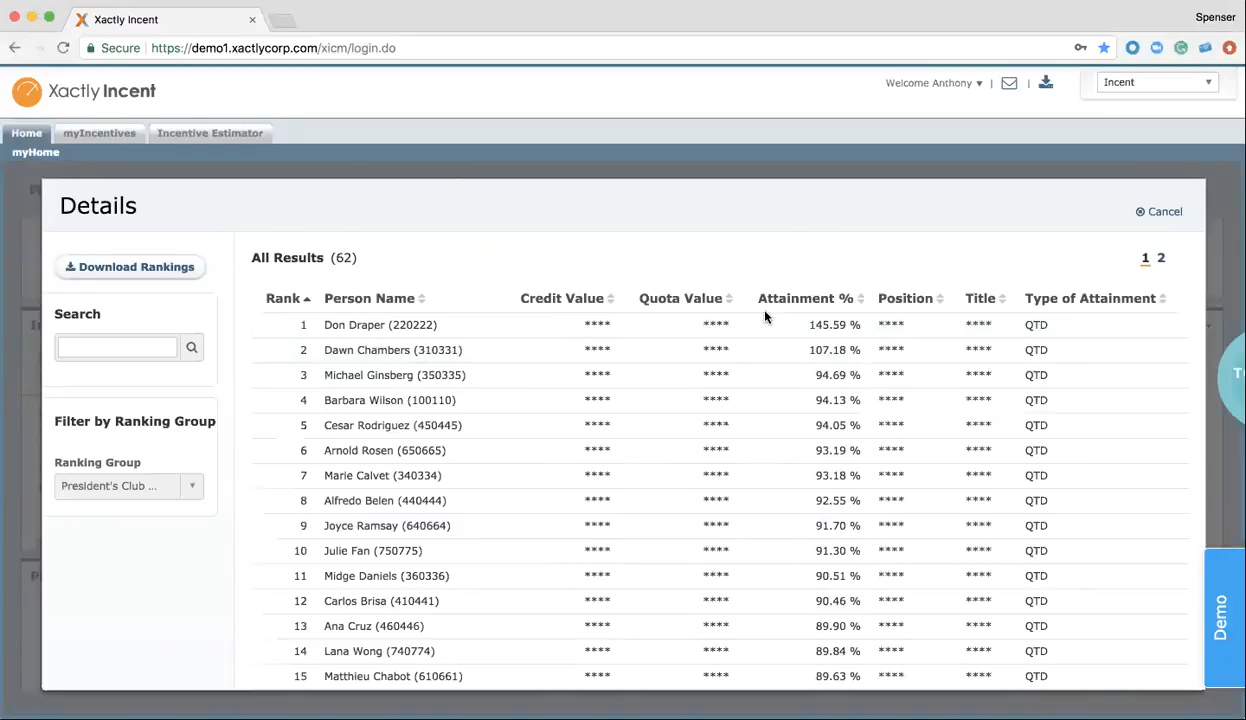 Xactly Incent
Spenser
Secure https://demo1.xactlycorp.com/xicm/login.do
Xactly Incent
Welcome Anthony
Incent
Home myIncentives Incentive Estimator
myHome
Details
Cancel
Download Rankings
Search
Filter by Ranking Group
Ranking Group
President's Club ...
All Results (62)
1 2
Rank Person Name Credit Value Quota Value Attainment % Position Title Type of Attainment
1 Don Draper (220222) **** **** 145.59 % **** **** QTD
2 Dawn Chambers (310331) **** **** 107.18 % **** **** QTD
3 Michael Ginsberg (350335) **** **** 94.69 % **** **** QTD
4 Barbara Wilson (100110) **** **** 94.13 % **** **** QTD
5 Cesar Rodriguez (450445) **** **** 94.05 % **** **** QTD
6 Arnold Rosen (650665) **** **** 93.19 % **** **** QTD
7 Marie Calvet (340334) **** **** 93.18 % **** **** QTD
8 Alfredo Belen (440444) **** **** 92.55 % **** **** QTD
9 Joyce Ramsay (640664) **** **** 91.70 % **** **** QTD
10 Julie Fan (750775) **** **** 91.30 % **** **** QTD
11 Midge Daniels (360336) **** **** 90.51 % **** **** QTD
12 Carlos Brisa (410441) **** **** 90.46 % **** **** QTD
13 Ana Cruz (460446) **** **** 89.90 % **** **** QTD
14 Lana Wong (740774) **** **** 89.84 % **** **** QTD
15 Matthieu Chabot (610661) **** **** 89.63 % **** **** QTD
Demo